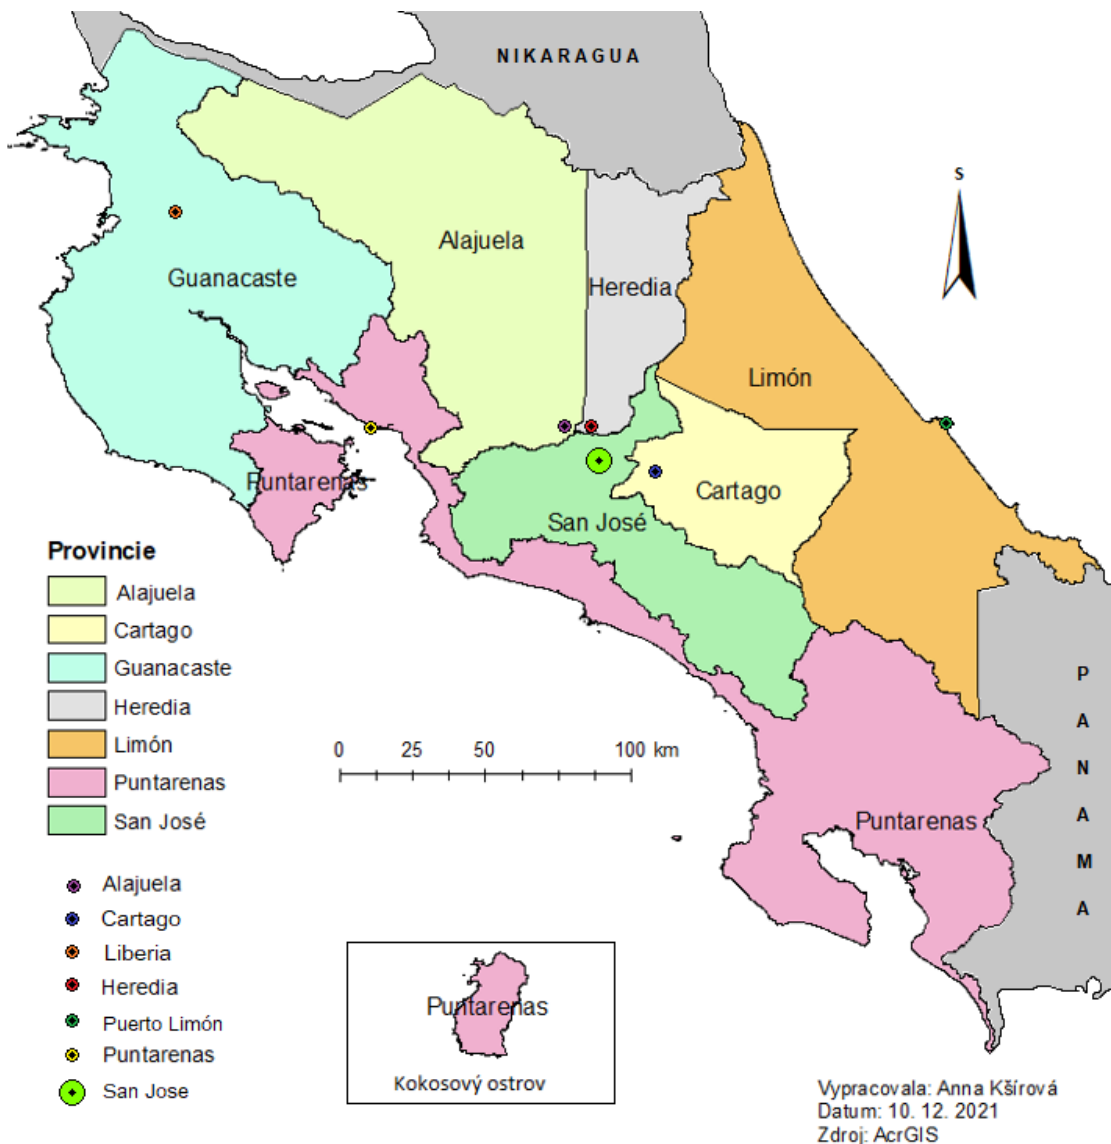 NIKARAGUA
S
Alajuela
Guanacaste
Heredia
Limón
Puntarenas
Cartago
San José
Provincie
Alajuela
Cartago
Guanacaste
Heredia
Limón
Puntarenas
San José
0 25 50 100 km
PANAMA
Puntarenas
Alajuela
Cartago
Liberia
Heredia
Puerto Limón
Puntarenas
San Jose
Puntarenas
Kokosový ostrov
Vypracovala: Anna Kšírová
Datum: 10. 12. 2021
Zdroj: AcrGIS